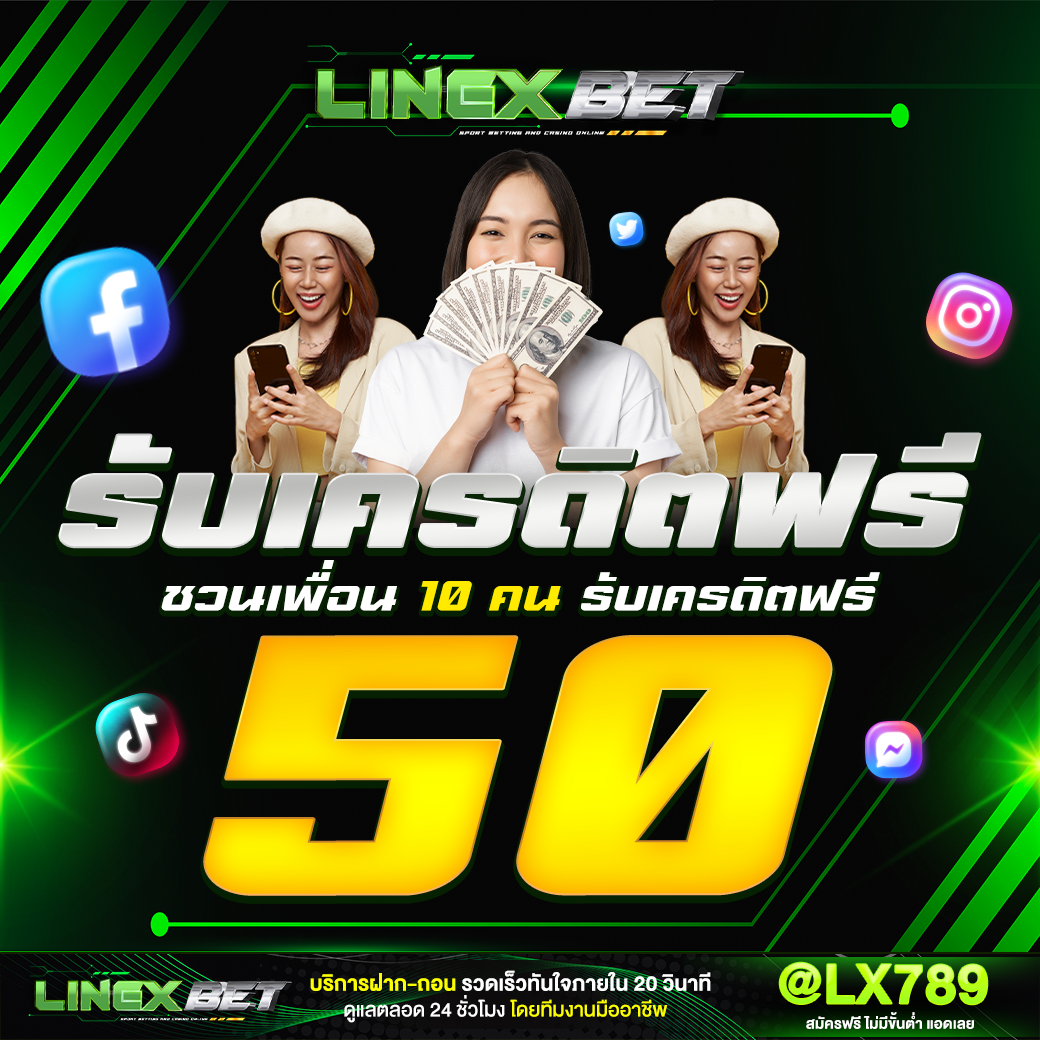 LINEXBET
SPORT BETTING AND CASINO ONLINE
รับเครดิตฟรี
ชวนเพื่อน 10 คน รับเครดิตฟรี
50
LINEXBET
SPORT BETTING AND CASINO ONLINE
บริการฝาก-ถอน รวดเร็วทันใจภายใน 20 วินาที
ดูแลตลอด 24 ชั่วโมง โดยทีมงานมืออาชีพ
@LX789
สมัครฟรี ไม่มีขั้นต่ำ แอดเลย